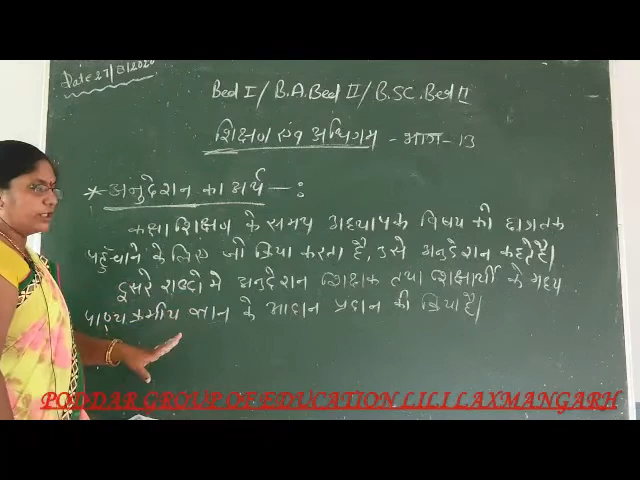 Date 27/8/2020
Bed I / B.A.Bed II / B.SC.Bed II
शिक्षण एंव अधिगम - भाग - 13
* अनुदेशन का अर्थ - :
कक्षा शिक्षण के समय अध्यापक विषय को छात्रतक
पहुँचाने के लिए जो क्रिया करता है, उसे अनुदेशन कहते है।
दूसरे शब्दो मे अनुदेशन शिक्षक तथा शिक्षार्थी के मध्य
पाण्यक्रमीय ज्ञान के आदान प्रदान की क्रिया है।
PODDAR GROUP OF EDUCATION LILI LAXMANGARH